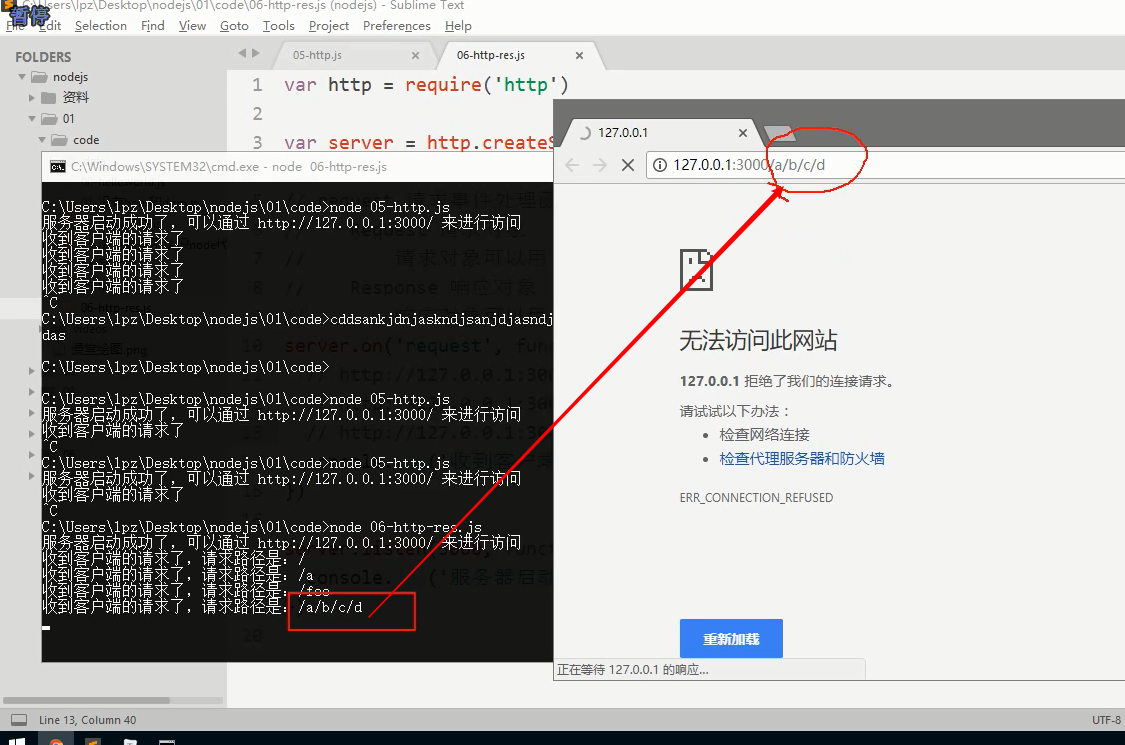 C:\Users\lpz\Desktop\nodejs\01\code\06-http-res.js (nodejs) - Sublime Text
暂停
File Edit Selection Find View Goto Tools Project Preferences Help
FOLDERS
nodejs
资料
01
code
05-http.js
06-http-res.js
1 var http = require('http')
2
3 var server = http.createS
C:\Windows\SYSTEM32\cmd.exe - node 06-http-res.js
C:\Users\lpz\Desktop\nodejs\01\code>node 05-http.js
服务器启动成功了，可以通过 http://127.0.0.1:3000/ 来进行访问
收到客户端的请求了
收到客户端的请求了
收到客户端的请求了
收到客户端的请求了
^C
C:\Users\lpz\Desktop\nodejs\01\code>cddsankjdnjaskndjsanjdjasndj
das
C:\Users\lpz\Desktop\nodejs\01\code>
C:\Users\lpz\Desktop\nodejs\01\code>node 05-http.js
服务器启动成功了，可以通过 http://127.0.0.1:3000/ 来进行访问
收到客户端的请求了
^C
C:\Users\lpz\Desktop\nodejs\01\code>node 05-http.js
服务器启动成功了，可以通过 http://127.0.0.1:3000/ 来进行访问
收到客户端的请求了
^C
C:\Users\lpz\Desktop\nodejs\01\code>node 06-http-res.js
服务器启动成功了，可以通过 http://127.0.0.1:3000/ 来进行访问
收到客户端的请求了，请求路径是：/
收到客户端的请求了，请求路径是：/a
收到客户端的请求了，请求路径是：/foo
收到客户端的请求了，请求路径是：/a/b/c/d
127.0.0.1
127.0.0.1:3000/a/b/c/d
无法访问此网站
127.0.0.1 拒绝了我们的连接请求。
请试试以下办法：
检查网络连接
检查代理服务器和防火墙
ERR_CONNECTION_REFUSED
重新加载
正在等待 127.0.0.1 的响应...
Line 13, Column 40
UTF-8